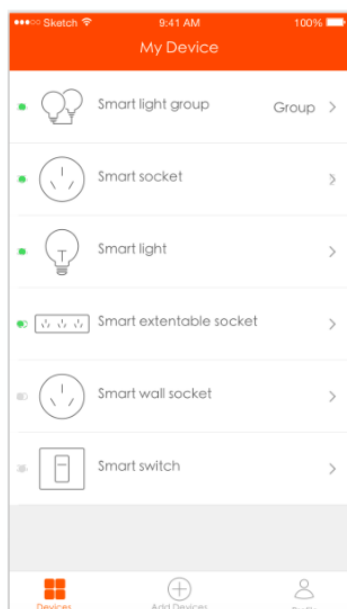 Sketch 9:41 AM 100%
My Device
Smart light group Group
Smart socket
Smart light
Smart extentable socket
Smart wall socket
Smart switch
Devices Add Devices Profile